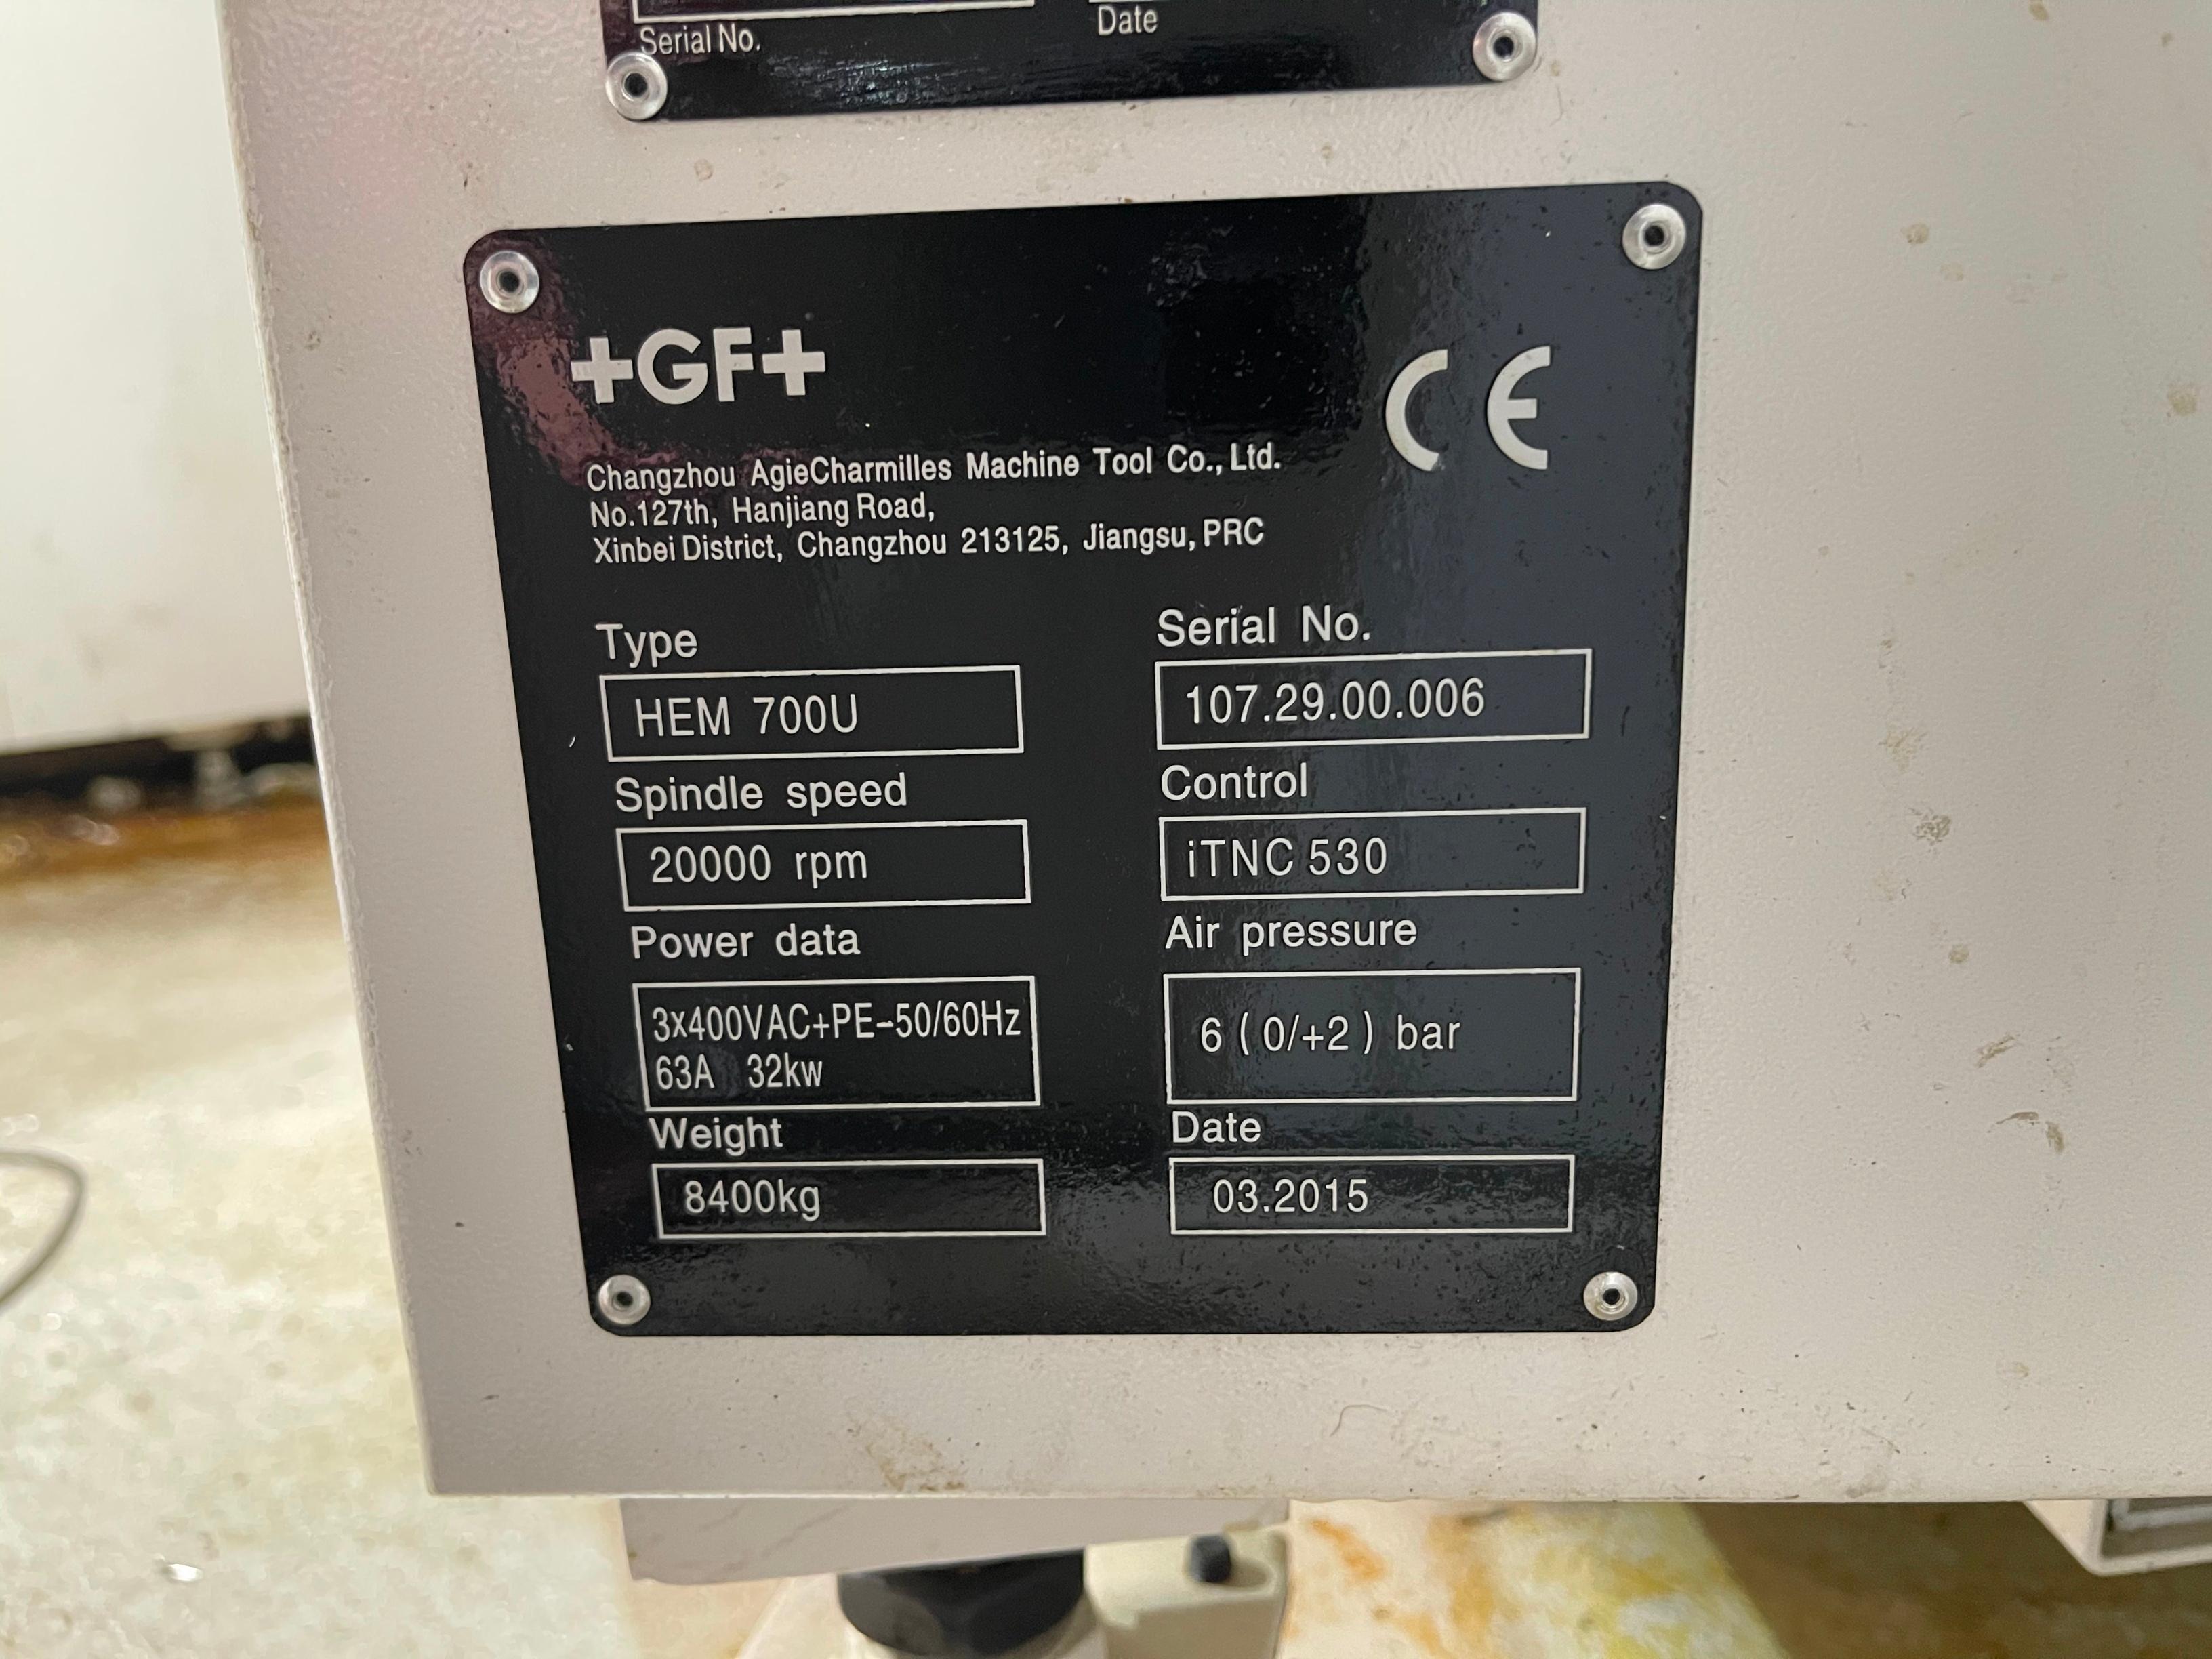 Serial No.
Date
+GF+
CE
Changzhou AgieCharmilles Machine Tool Co., Ltd.
No.127th, Hanjiang Road,
Xinbei District, Changzhou 213125, Jiangsu, PRC
Type
Serial No.
HEM 700U
107.29.00.006
Spindle speed
Control
20000 rpm
iTNC 530
Power data
Air pressure
3x400VAC+PE-50/60Hz
63A 32kw
6 ( 0/+2 ) bar
Weight
Date
8400kg
03.2015